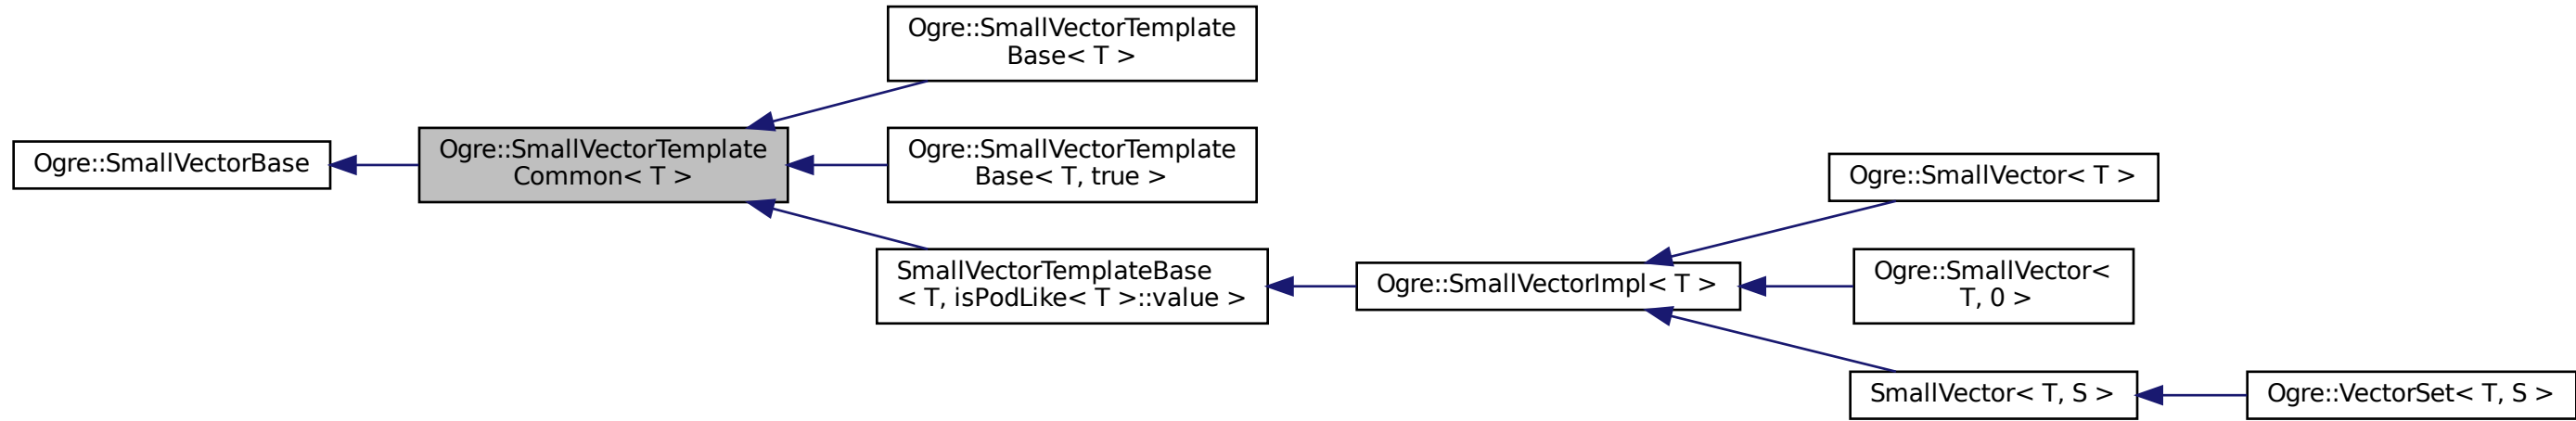 Ogre::SmallVectorBase
Ogre::SmallVectorTemplate
Common< T >
Ogre::SmallVectorTemplate
Base< T >
Ogre::SmallVectorTemplate
Base< T, true >
SmallVectorTemplateBase
< T, isPodLike< T >::value >
Ogre::SmallVectorImpl< T >
Ogre::SmallVector< T >
Ogre::SmallVector<
T, 0 >
SmallVector< T, S >
Ogre::VectorSet< T, S >